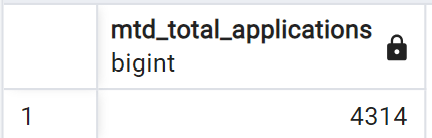 mtd_total_applications
bigint
1 4314